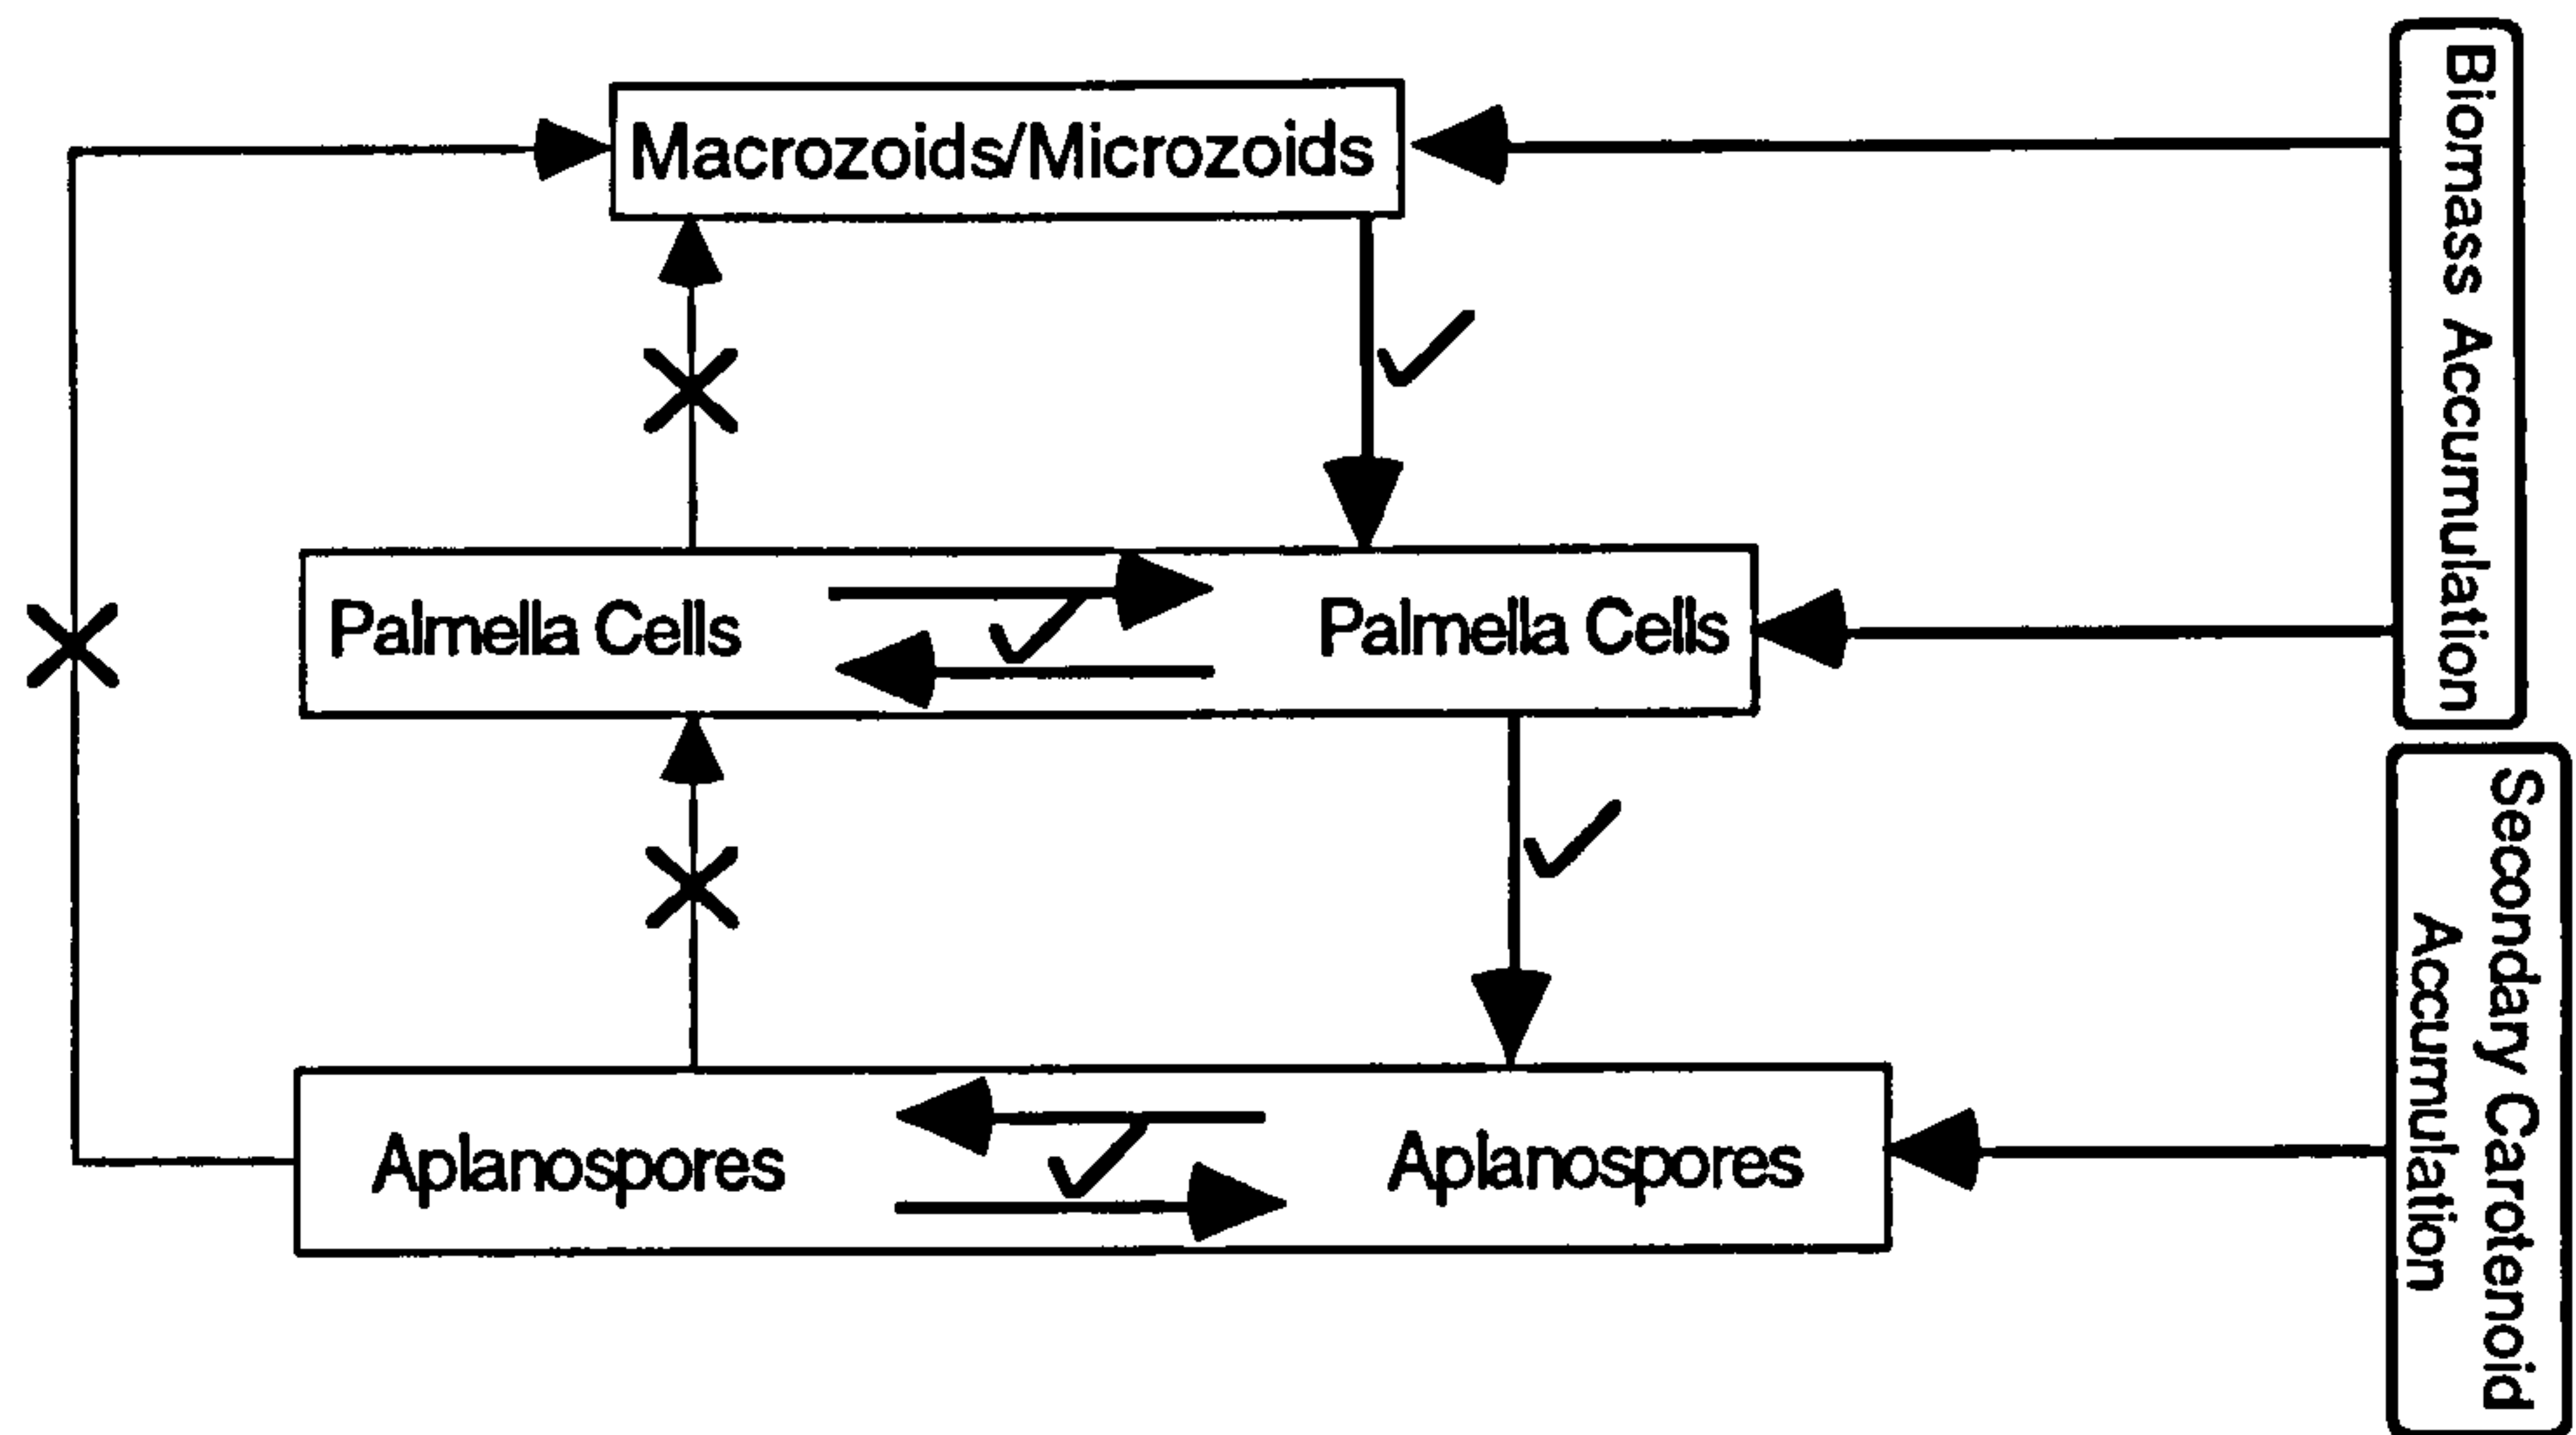 Macrozoids/Microzoids
Palmella Cells
Palmella Cells
Aplanospores
Aplanospores
Biomass Accumulation
Secondary Carotenoid
Accumulation